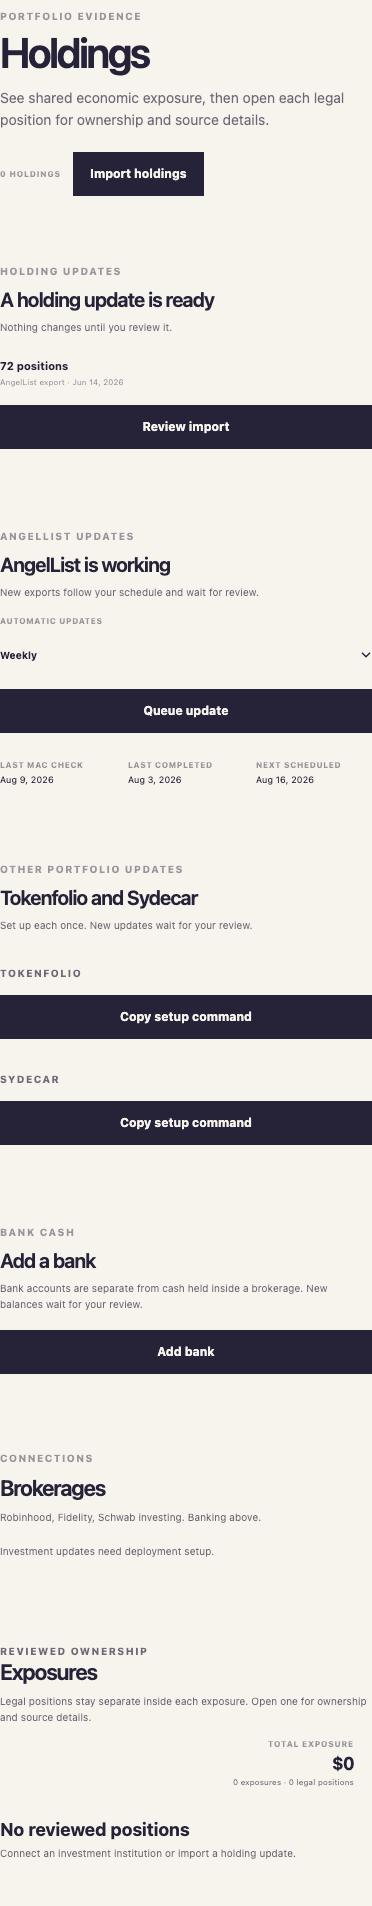 PORTFOLIO EVIDENCE
Holdings
See shared economic exposure, then open each legal
position for ownership and source details.
0 HOLDINGS
Import holdings
HOLDING UPDATES
A holding update is ready
Nothing changes until you review it.
72 positions
AngelList export · Jun 14, 2026
Review import
ANGELLIST UPDATES
AngelList is working
New exports follow your schedule and wait for review.
AUTOMATIC UPDATES
Weekly
Queue update
LAST MAC CHECK LAST COMPLETED NEXT SCHEDULED
Aug 9, 2026 Aug 3, 2026 Aug 16, 2026
OTHER PORTFOLIO UPDATES
Tokenfolio and Sydecar
Set up each once. New updates wait for your review.
TOKENFOLIO
Copy setup command
SYDECAR
Copy setup command
BANK CASH
Add a bank
Bank accounts are separate from cash held inside a brokerage. New
balances wait for your review.
Add bank
CONNECTIONS
Brokerages
Robinhood, Fidelity, Schwab investing. Banking above.
Investment updates need deployment setup.
REVIEWED OWNERSHIP
Exposures
Legal positions stay separate inside each exposure. Open one for ownership
and source details.
TOTAL EXPOSURE
$0
0 exposures · 0 legal positions
No reviewed positions
Connect an investment institution or import a holding update.